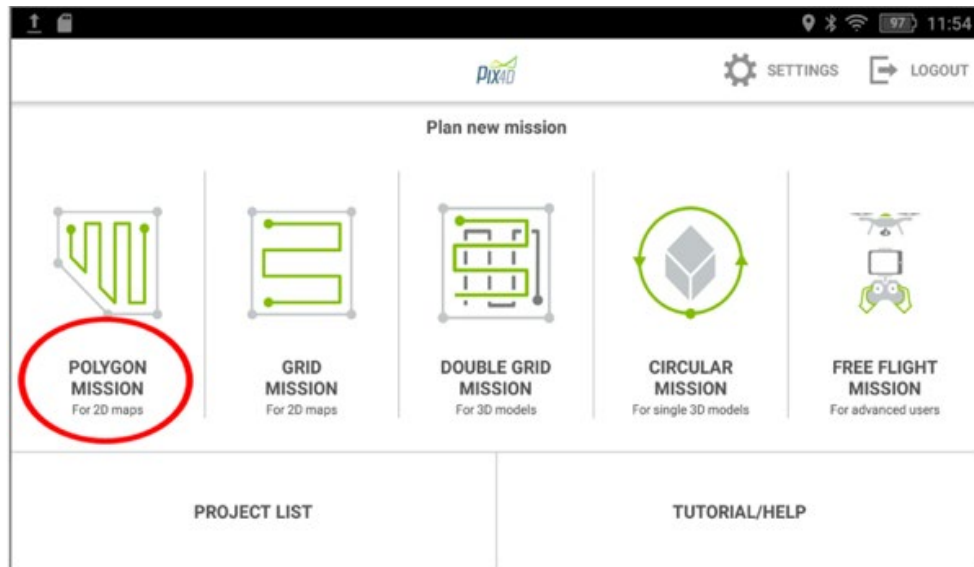 97 11:54
PIX4D
SETTINGS
LOGOUT
Plan new mission
POLYGON
MISSION
For 2D maps
GRID
MISSION
For 2D maps
DOUBLE GRID
MISSION
For 3D models
CIRCULAR
MISSION
For single 3D models
FREE FLIGHT
MISSION
For advanced users
PROJECT LIST
TUTORIAL/HELP